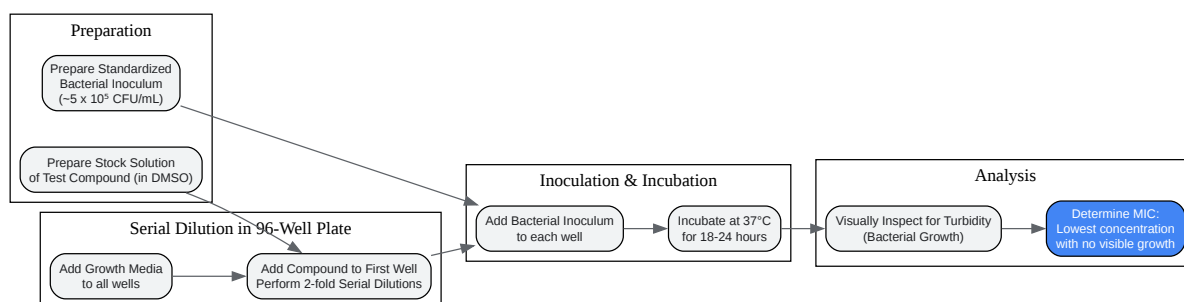 Preparation
Prepare Standardized
Bacterial Inoculum
(~5 x 10⁵ CFU/mL)
Prepare Stock Solution
of Test Compound (in DMSO)
Serial Dilution in 96-Well Plate
Add Growth Media
to all wells
Add Compound to First Well
Perform 2-fold Serial Dilutions
Inoculation & Incubation
Add Bacterial Inoculum
to each well
Incubate at 37°C
for 18-24 hours
Analysis
Visually Inspect for Turbidity
(Bacterial Growth)
Determine MIC:
Lowest concentration
with no visible growth